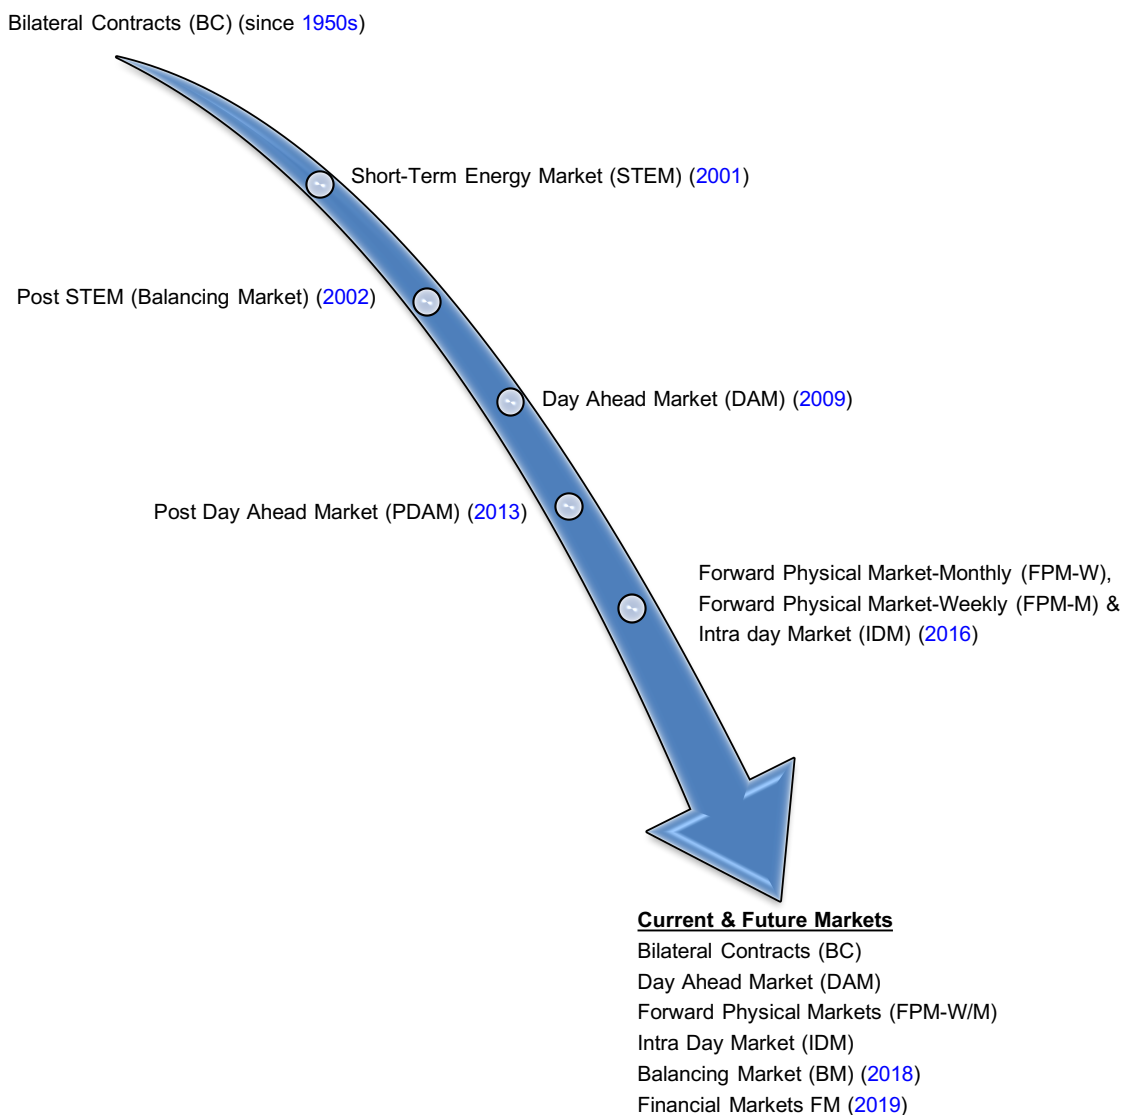 Bilateral Contracts (BC) (since 1950s)
Short-Term Energy Market (STEM) (2001)
Post STEM (Balancing Market) (2002)
Day Ahead Market (DAM) (2009)
Post Day Ahead Market (PDAM) (2013)
Forward Physical Market-Monthly (FPM-W),
Forward Physical Market-Weekly (FPM-M) &
Intra day Market (IDM) (2016)
Current & Future Markets
Bilateral Contracts (BC)
Day Ahead Market (DAM)
Forward Physical Markets (FPM-W/M)
Intra Day Market (IDM)
Balancing Market (BM) (2018)
Financial Markets FM (2019)